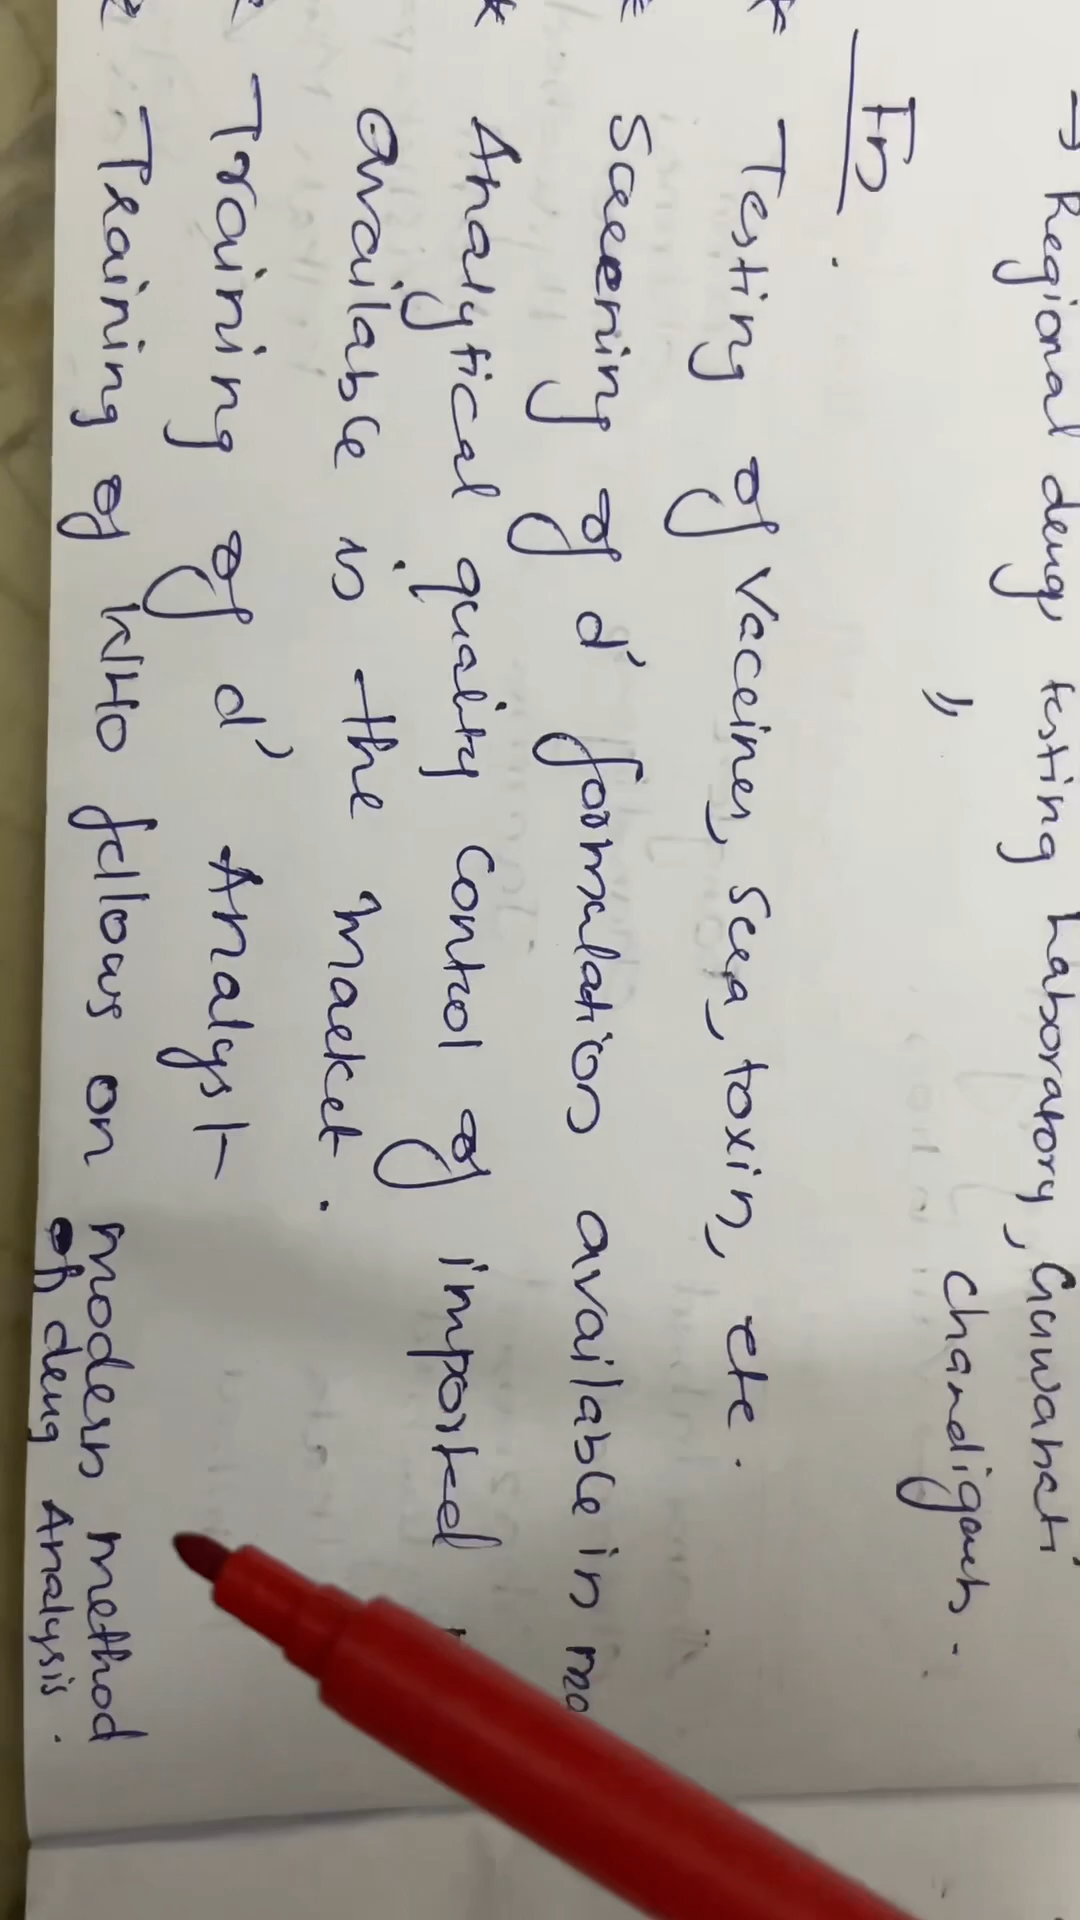 → Regional drug testing Laboratory, Guwahati
" Chandigarh.
Fn.
* Testing of Vaccines, Sera, toxin, etc.
* Screening of d' formulation available in
* Analytical quality control of imported
available in the market.
* Training of d' Analyst
* Training of WHO fellows on modern method
of drug Analysis.